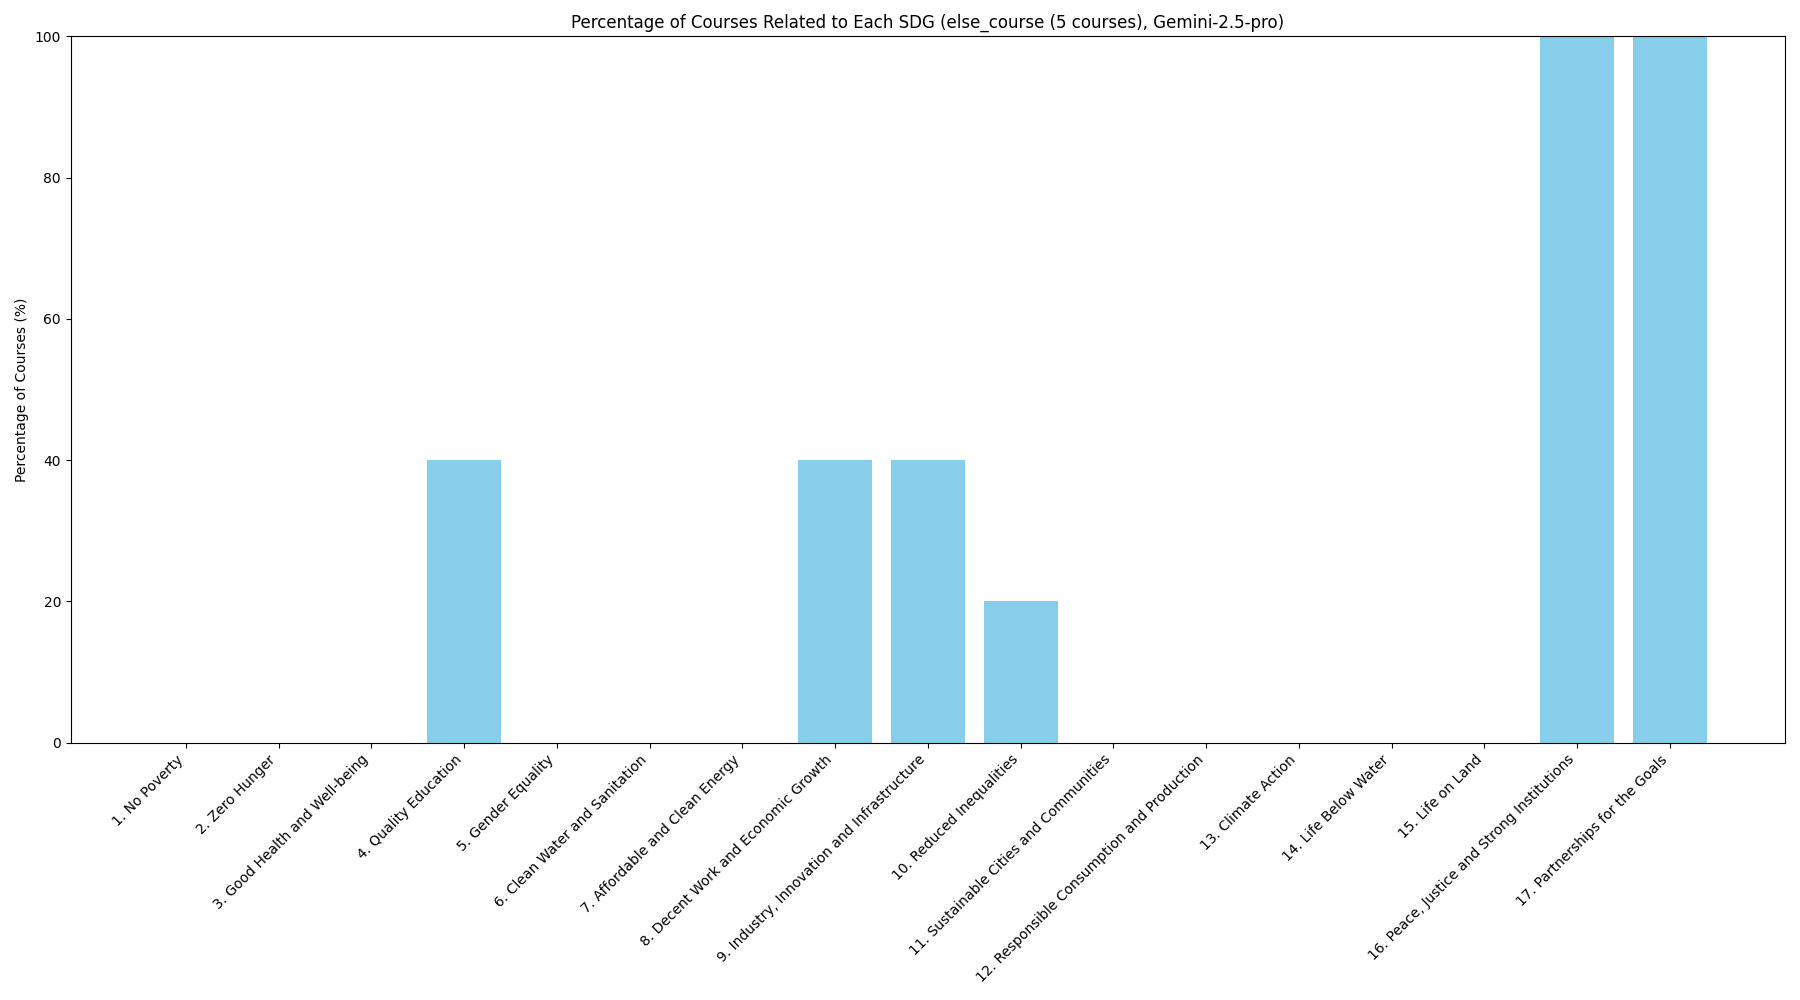 Percentage of Courses Related to Each SDG (else_course (5 courses), Gemini-2.5-pro)
Percentage of Courses (%)
100
80
60
40
20
0
1. No Poverty
2. Zero Hunger
3. Good Health and Well-being
4. Quality Education
5. Gender Equality
6. Clean Water and Sanitation
7. Affordable and Clean Energy
8. Decent Work and Economic Growth
9. Industry, Innovation and Infrastructure
10. Reduced Inequalities
11. Sustainable Cities and Communities
12. Responsible Consumption and Production
13. Climate Action
14. Life Below Water
15. Life on Land
16. Peace, Justice and Strong Institutions
17. Partnerships for the Goals